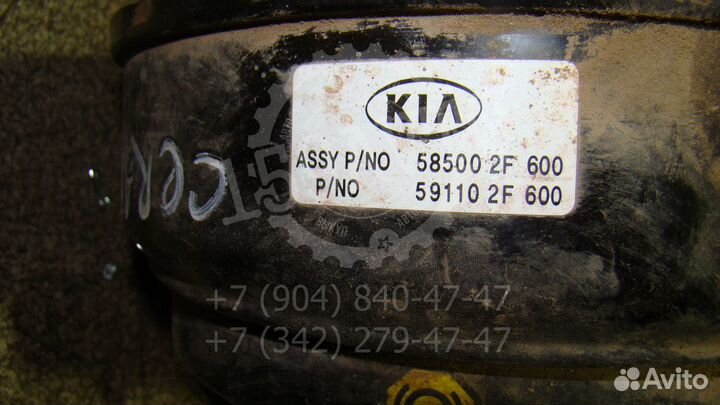 KIA
ASSY P/NO 58500 2F 600
P/NO 59110 2F 600
+7 (904) 840-47-47
+7 (342) 279-47-47
Avito